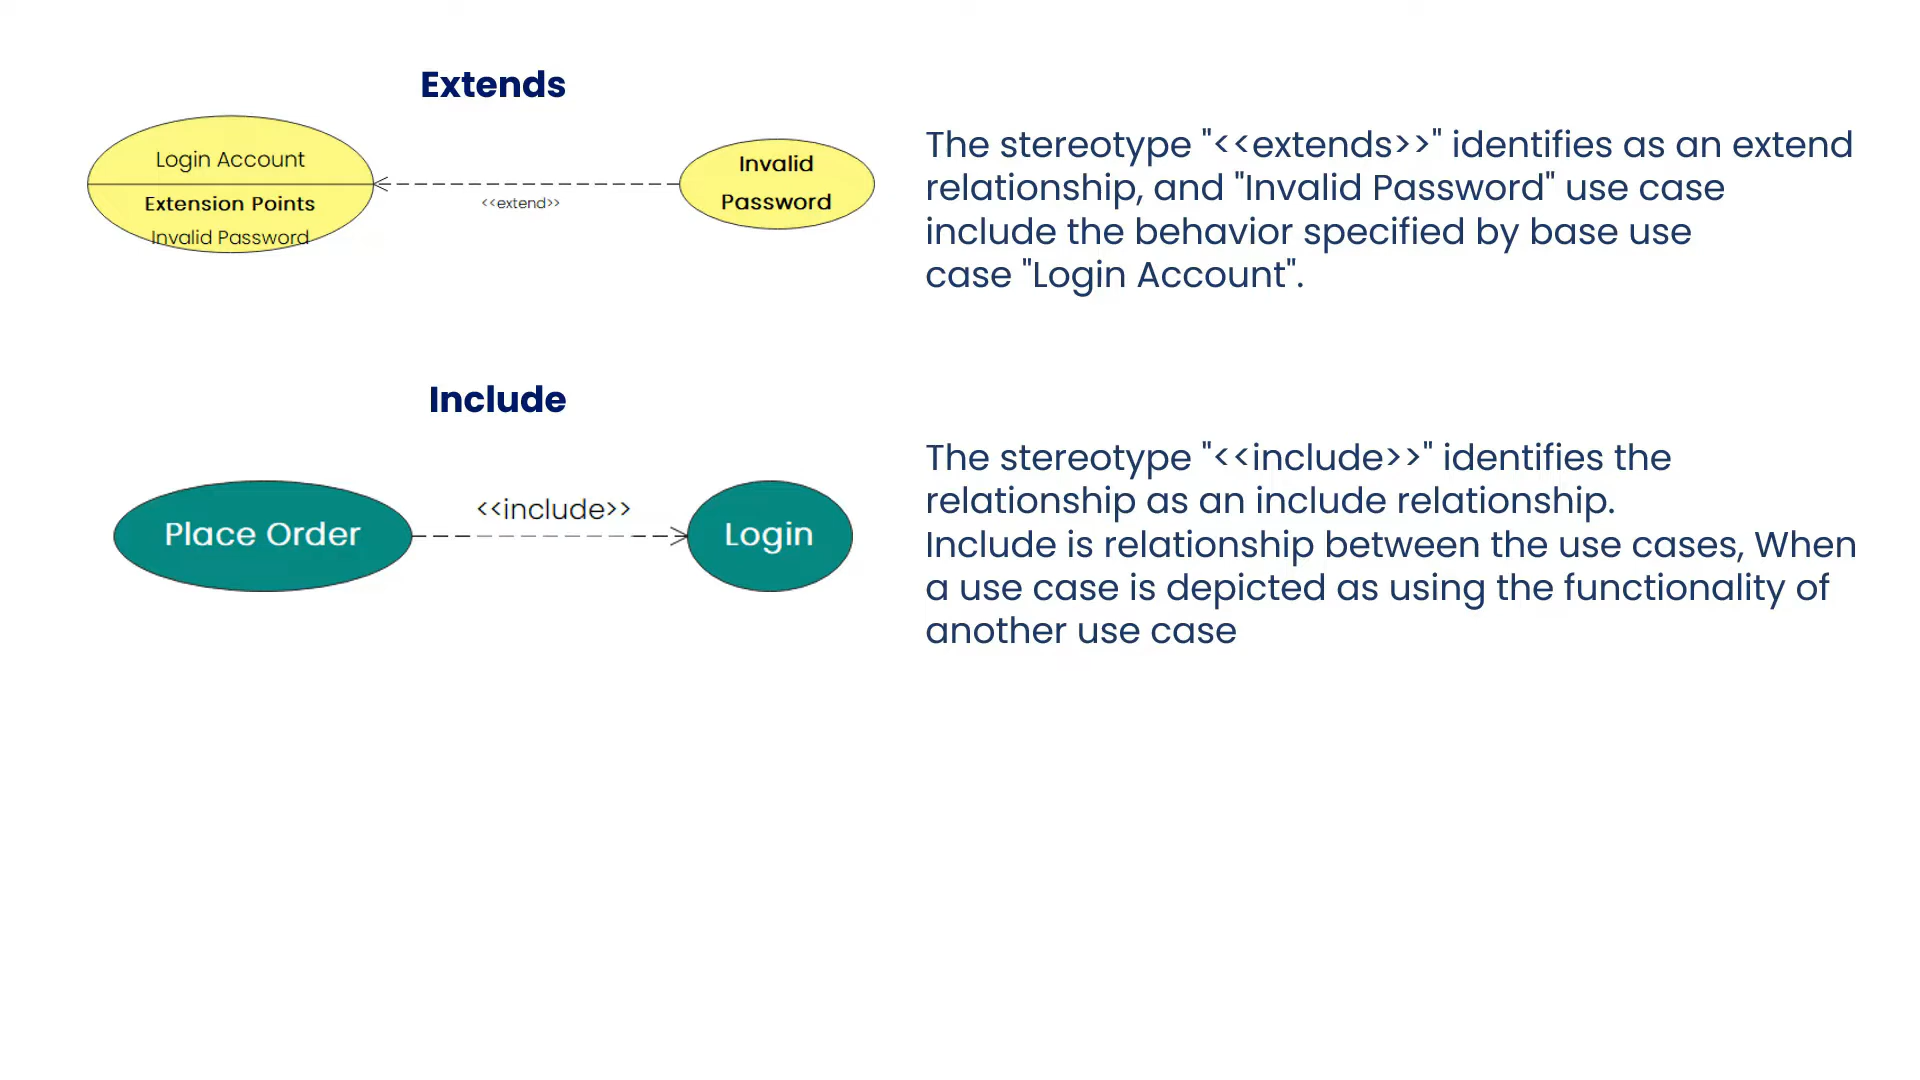 Extends
Login Account
Extension Points
Invalid Password
<<extend>>
Invalid
Password
The stereotype "<<extends>>" identifies as an extend
relationship, and "Invalid Password" use case
include the behavior specified by base use
case "Login Account".
Include
Place Order
<<include>>
Login
The stereotype "<<include>>" identifies the
relationship as an include relationship.
Include is relationship between the use cases, When
a use case is depicted as using the functionality of
another use case